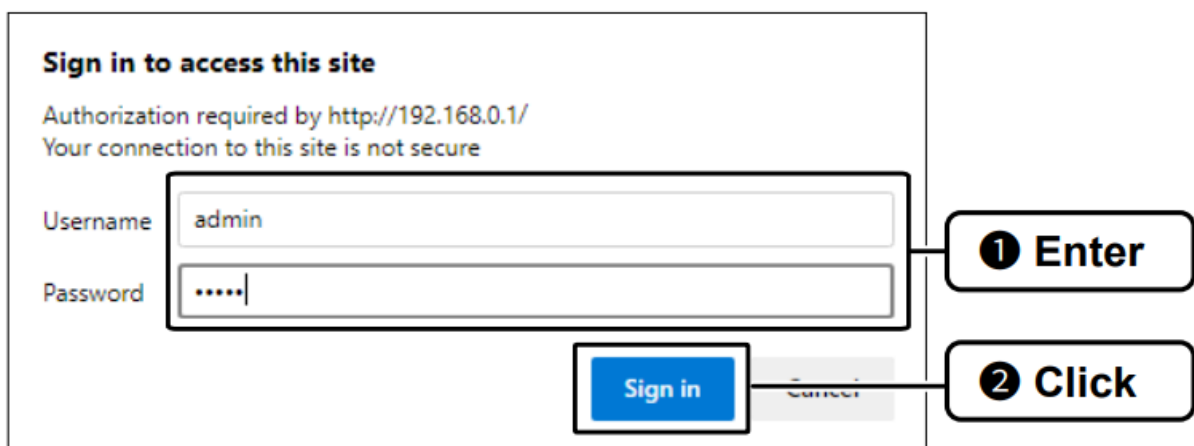 Sign in to access this site
Authorization required by http://192.168.0.1/
Your connection to this site is not secure
Username admin
Password •••••
❶ Enter
Sign in Cancel
❷ Click